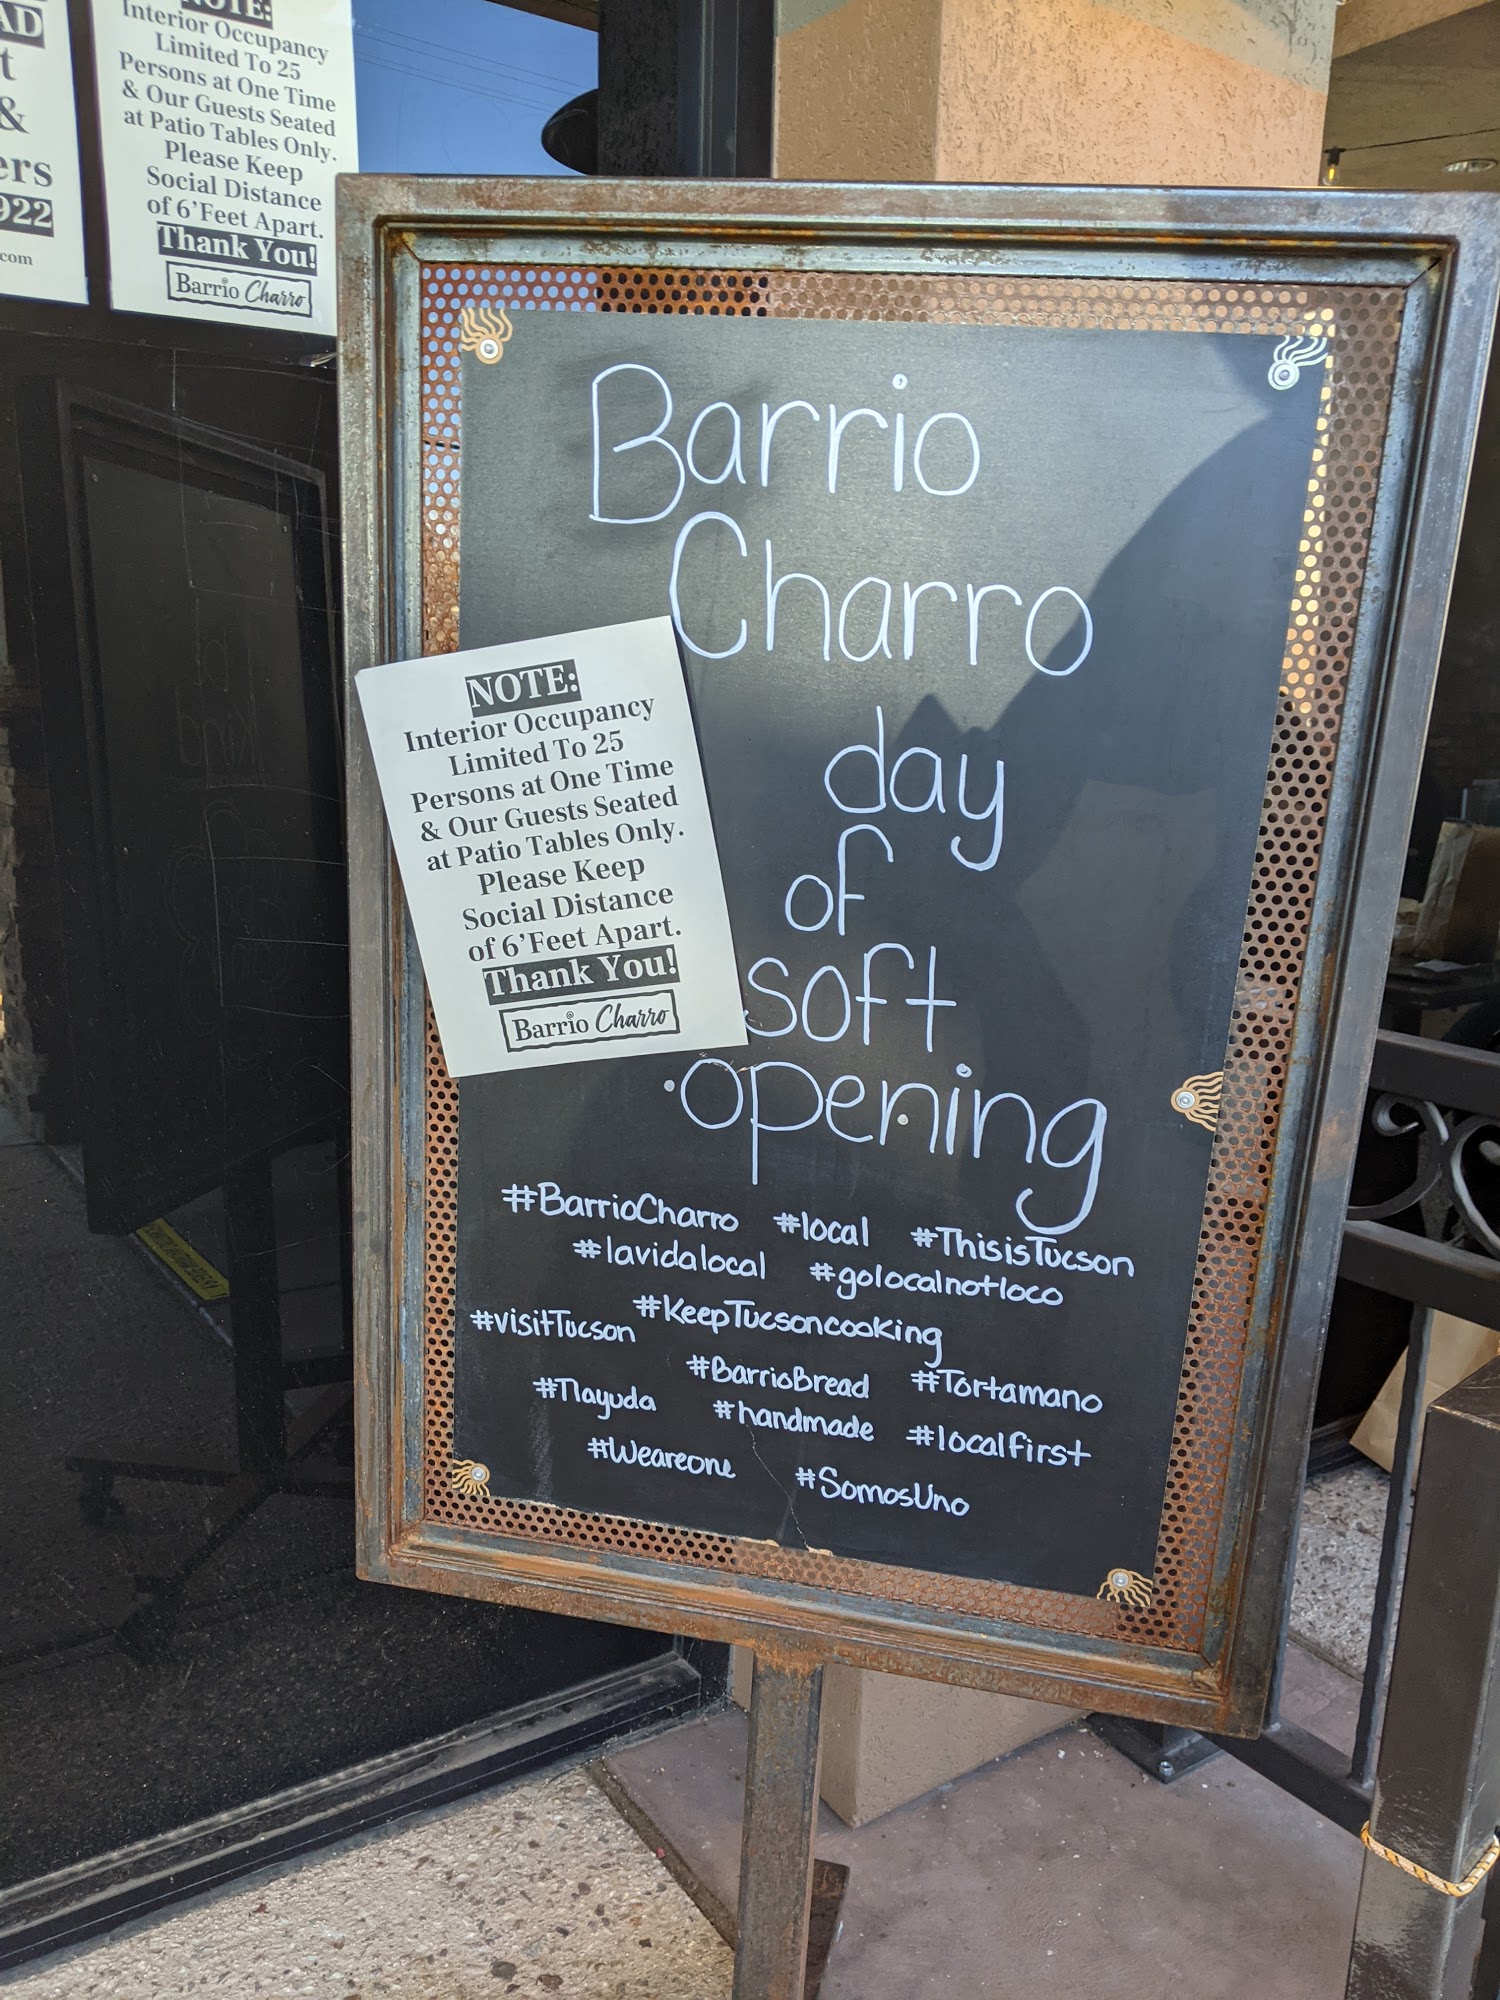 AD
t
&
ers
922
.com
NOTE:
Interior Occupancy
Limited To 25
Persons at One Time
& Our Guests Seated
at Patio Tables Only.
Please Keep
Social Distance
of 6'Feet Apart.
Thank You!
Barrio Charro
Barrio
Charro
day
of
soft
opening
NOTE:
Interior Occupancy
Limited To 25
Persons at One Time
& Our Guests Seated
at Patio Tables Only.
Please Keep
Social Distance
of 6'Feet Apart.
Thank You!
Barrio Charro
#BarrioCharro #local #ThisisTucson
#lavidalocal #golocalnotloco
#visitTucson #KeepTucsoncooking
#BarrioBread #Tortamano
#Tlayuda #handmade #localfirst
#Weareone #SomosUno